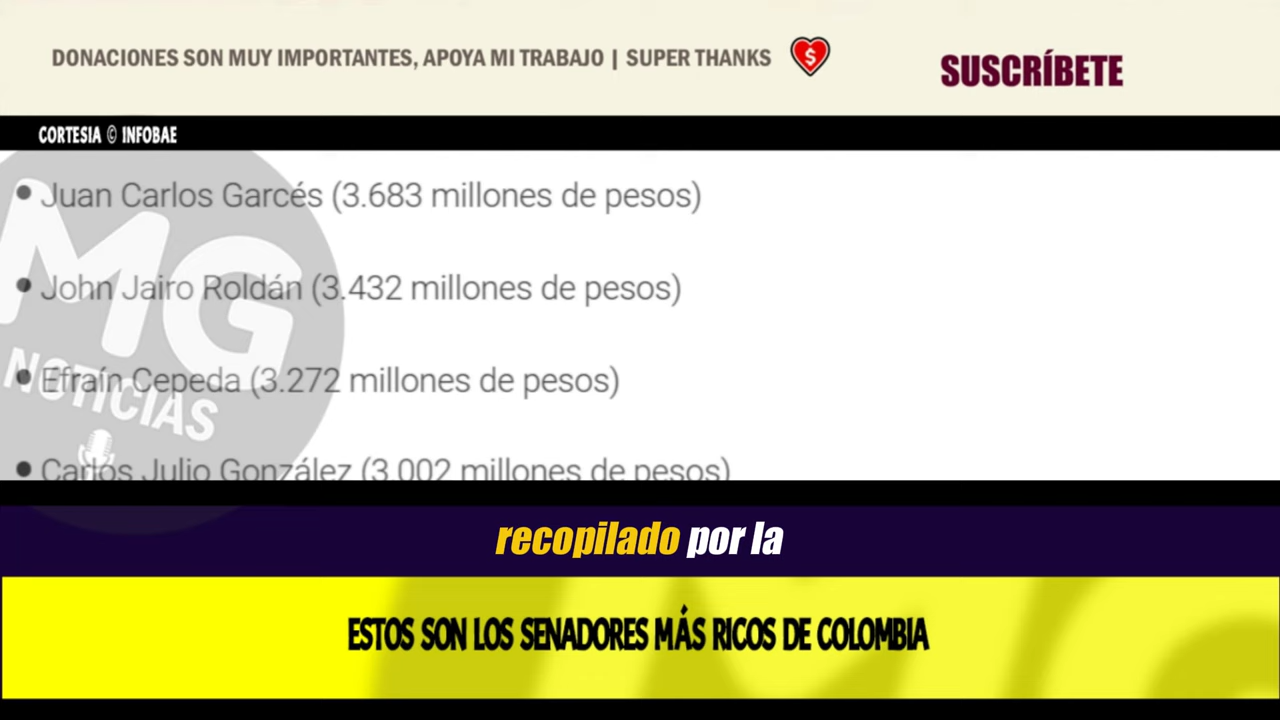 DONACIONES SON MUY IMPORTANTES, APOYA MI TRABAJO | SUPER THANKS
SUSCRÍBETE
CORTESIA © INFOBAE
• Juan Carlos Garcés (3.683 millones de pesos)
• John Jairo Roldán (3.432 millones de pesos)
• Efraín Cepeda (3.272 millones de pesos)
• Carlos Julio González (3.002 millones de pesos)
MG
NOTICIAS
recopilado por la
ESTOS SON LOS SENADORES MÁS RICOS DE COLOMBIA